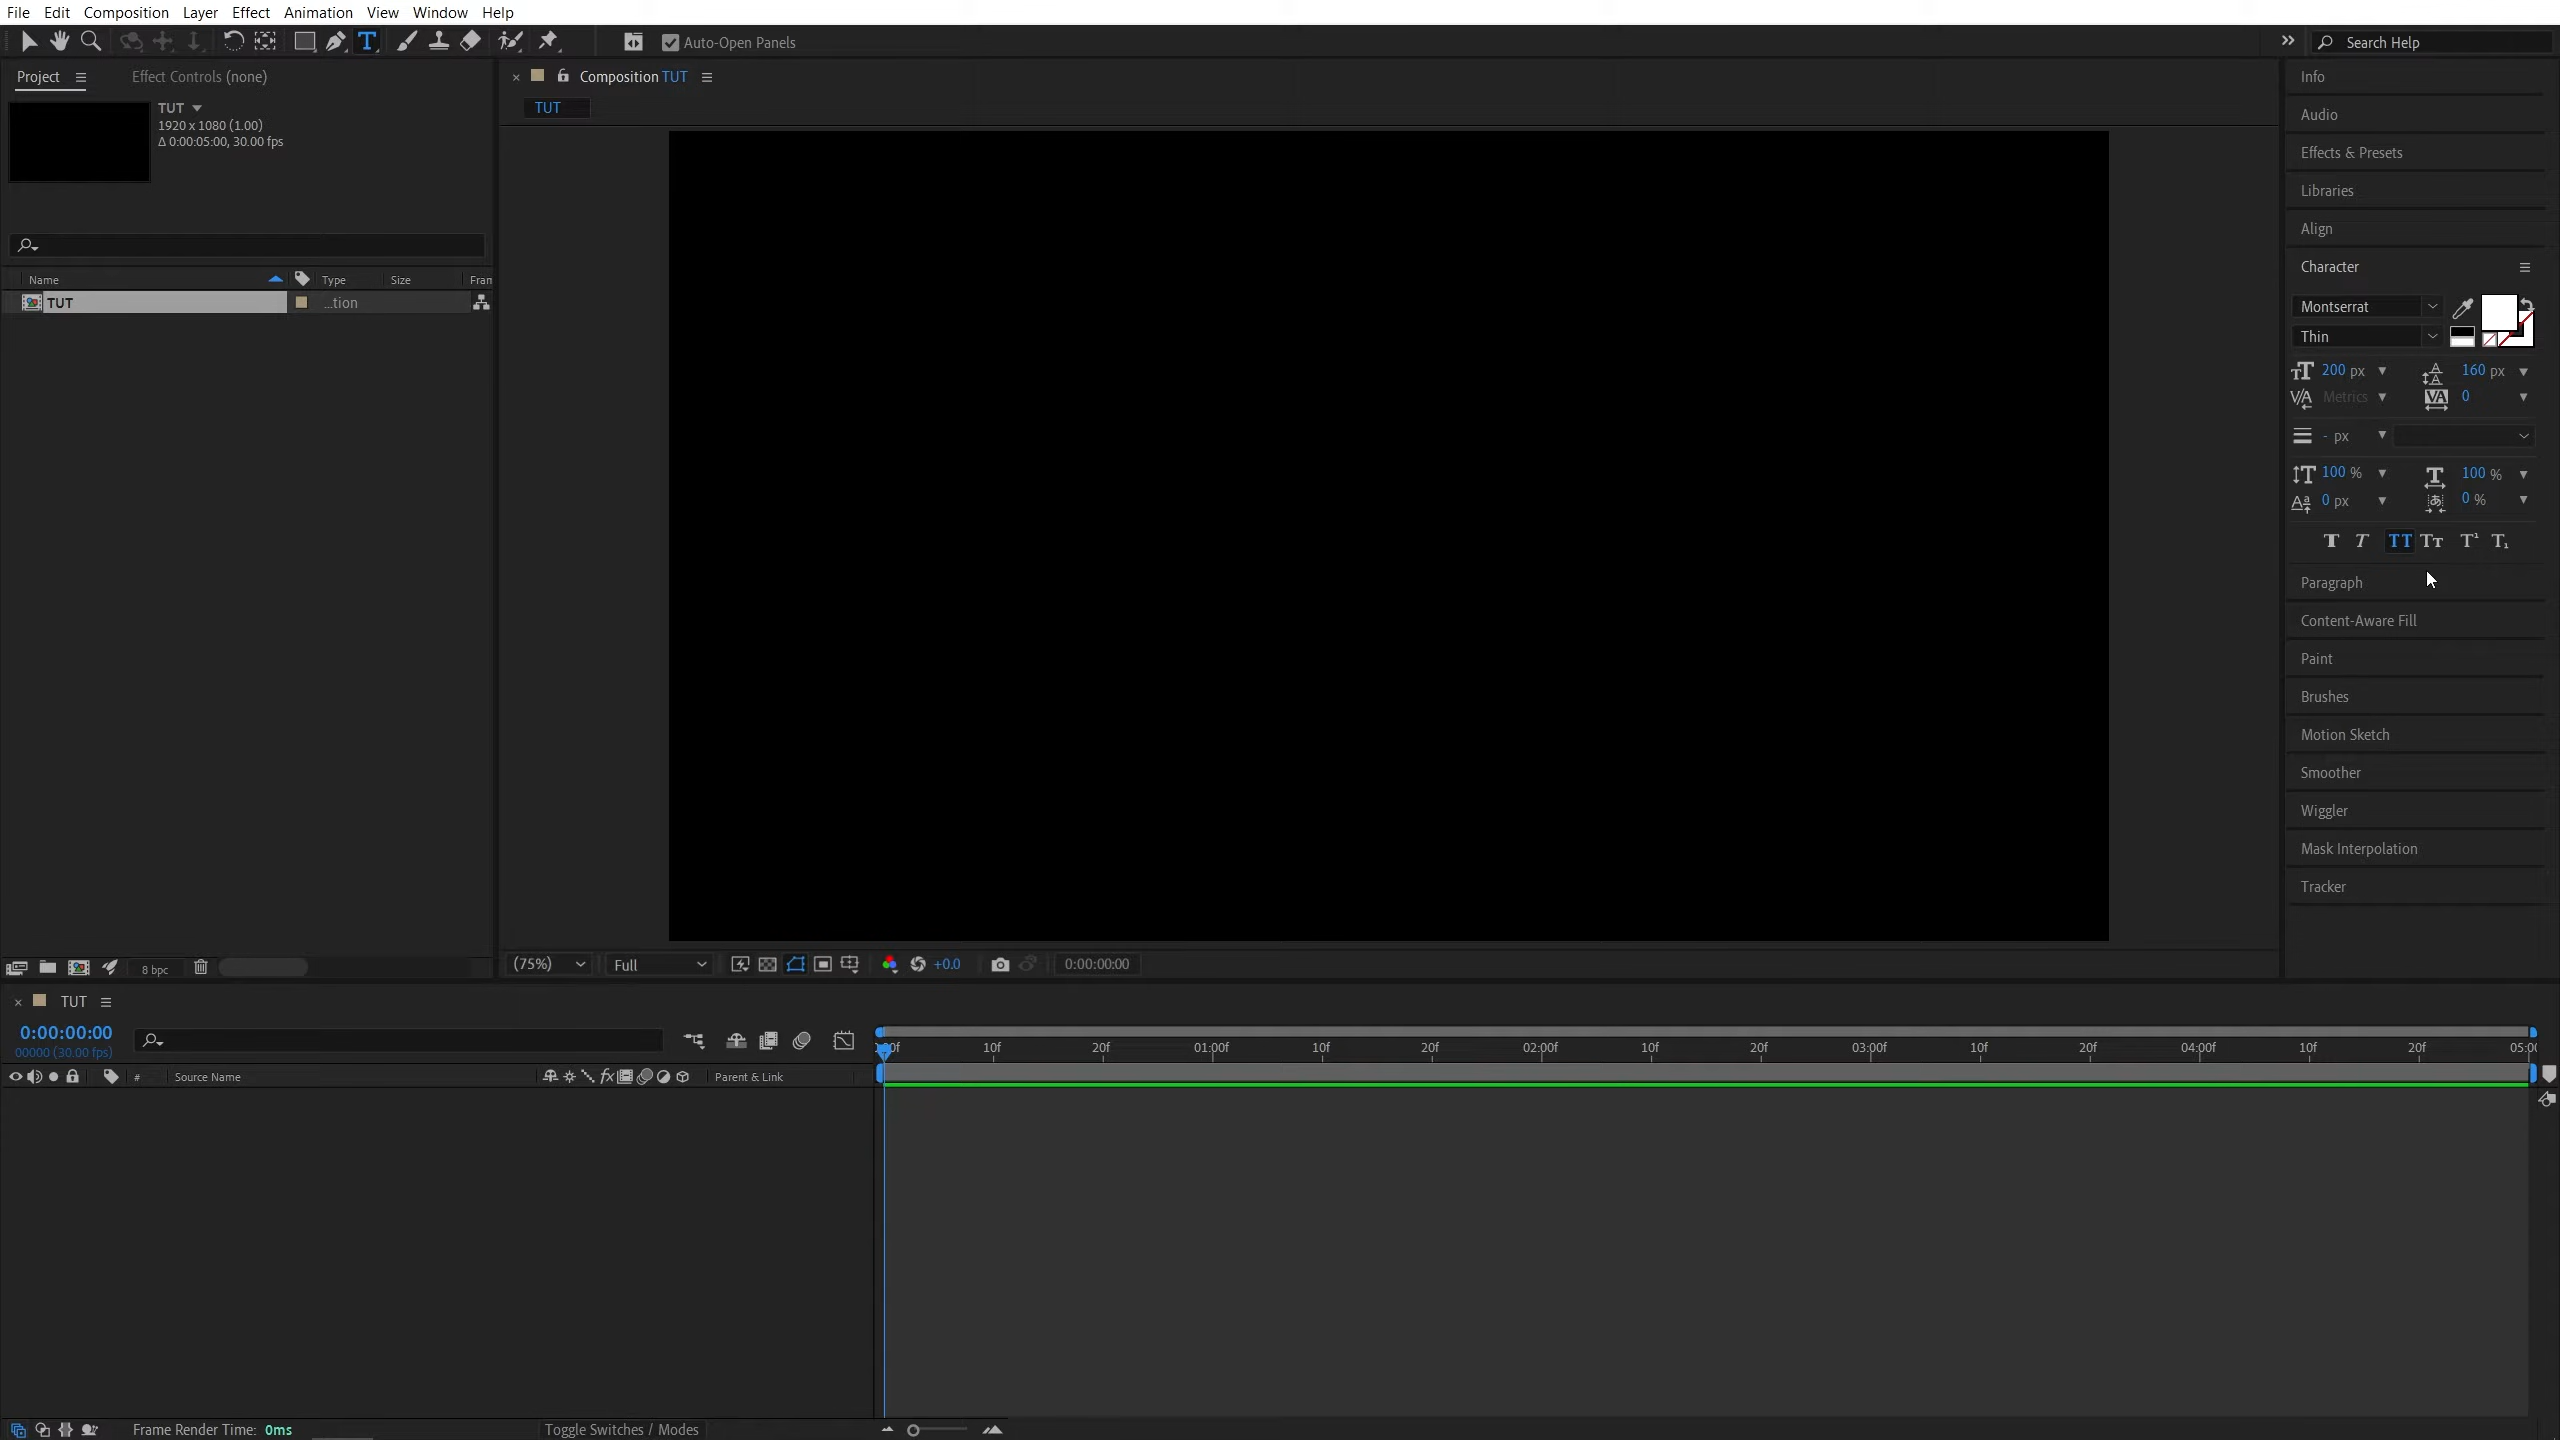 File Edit Composition Layer Effect Animation View Window Help
Auto-Open Panels
Search Help
Project
Effect Controls (none)
TUT
1920 x 1080 (1.00)
Δ 0:00:05:00, 30.00 fps
Name Type Size Fran
TUT ...tion
8 bpc
Composition TUT
TUT
(75%) Full +0.0 0:00:00:00
Info
Audio
Effects & Presets
Libraries
Align
Character
Montserrat
Thin
200 px 160 px
Metrics 0
- px
100 % 100 %
0 px 0 %
T T TT Tт T¹ T₁
Paragraph
Content-Aware Fill
Paint
Brushes
Motion Sketch
Smoother
Wiggler
Mask Interpolation
Tracker
TUT
0:00:00:00
00000 (30.00 fps)
10f 20f 01:00f 10f 20f 02:00f 10f 20f 03:00f 10f 20f 04:00f 10f 20f
# Source Name Parent & Link
Frame Render Time: 0ms Toggle Switches / Modes